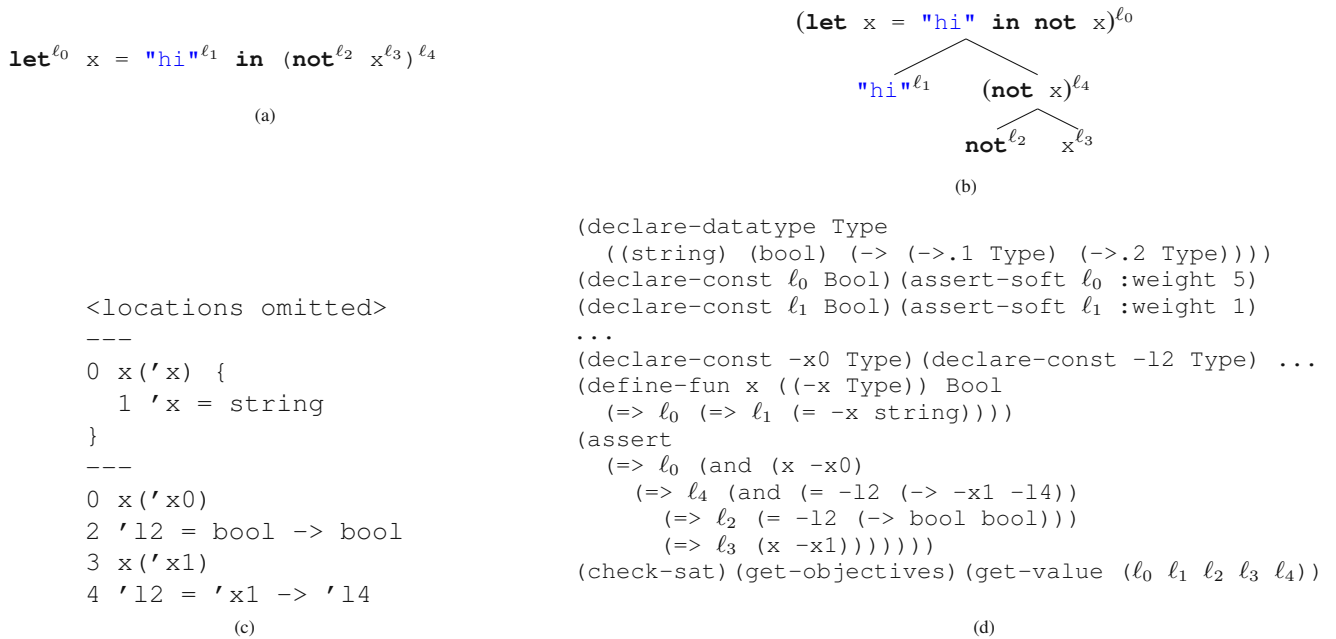 let^ℓ0 x = "hi"^ℓ1 in (not^ℓ2 x^ℓ3)^ℓ4
(a)
(let x = "hi" in not x)^ℓ0
"hi"^ℓ1 (not x)^ℓ4
not^ℓ2 x^ℓ3
(b)
<locations omitted>
---
0 x('x) {
1 'x = string
}
---
0 x('x0)
2 'l2 = bool -> bool
3 x('x1)
4 'l2 = 'x1 -> 'l4
(c)
(declare-datatype Type
((string) (bool) (-> (->.1 Type) (->.2 Type))))
(declare-const ℓ0 Bool)(assert-soft ℓ0 :weight 5)
(declare-const ℓ1 Bool)(assert-soft ℓ1 :weight 1)
...
(declare-const -x0 Type)(declare-const -l2 Type) ...
(define-fun x ((-x Type)) Bool
(=> ℓ0 (=> ℓ1 (= -x string))))
(assert
(=> ℓ0 (and (x -x0)
(=> ℓ4 (and (= -l2 (-> -x1 -l4))
(=> ℓ2 (= -l2 (-> bool bool)))
(=> ℓ3 (x -x1)))))))
(check-sat)(get-objectives)(get-value (ℓ0 ℓ1 ℓ2 ℓ3 ℓ4))
(d)